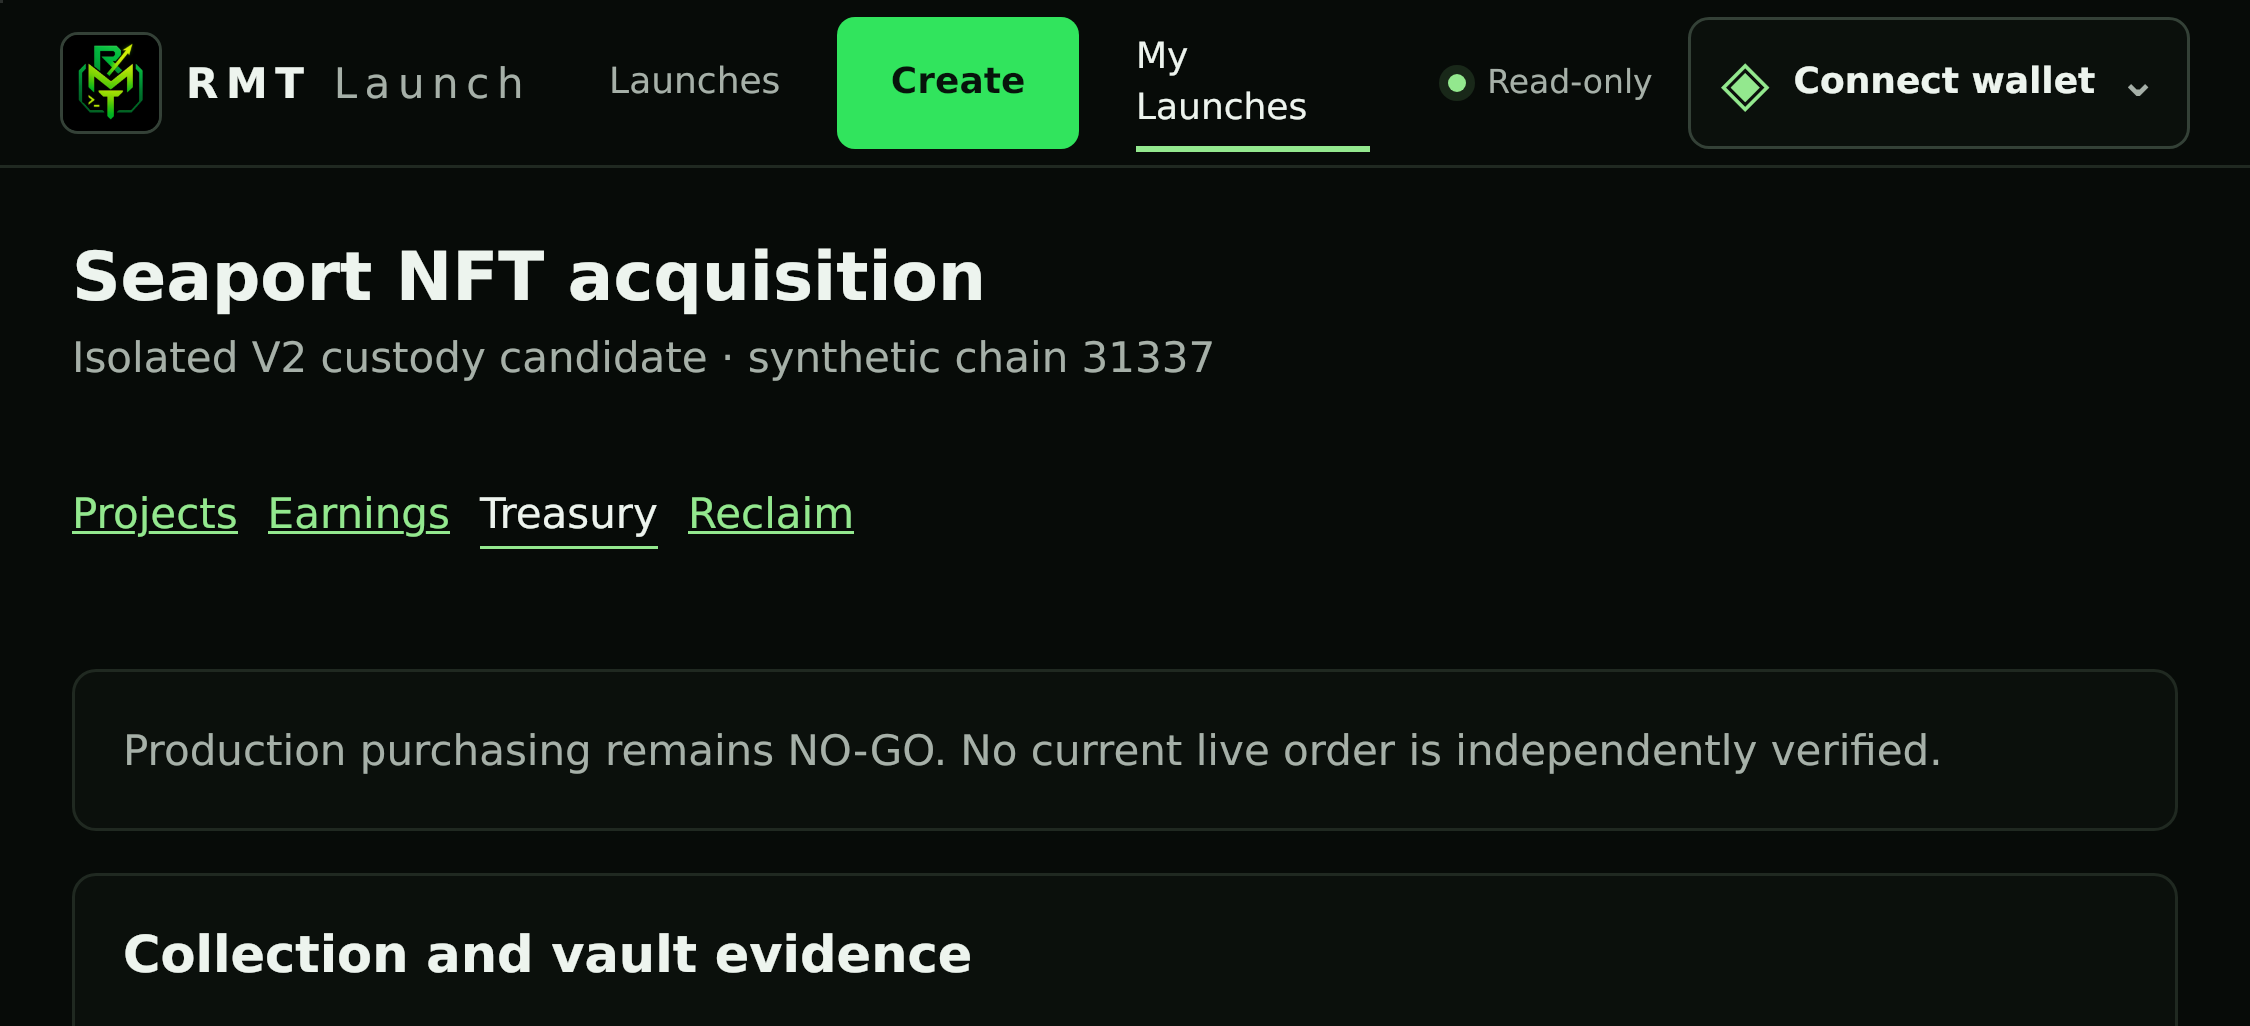 RMT Launch
Launches
Create
My
Launches
Read-only
Connect wallet
Seaport NFT acquisition
Isolated V2 custody candidate · synthetic chain 31337
Projects Earnings Treasury Reclaim
Production purchasing remains NO-GO. No current live order is independently verified.
Collection and vault evidence